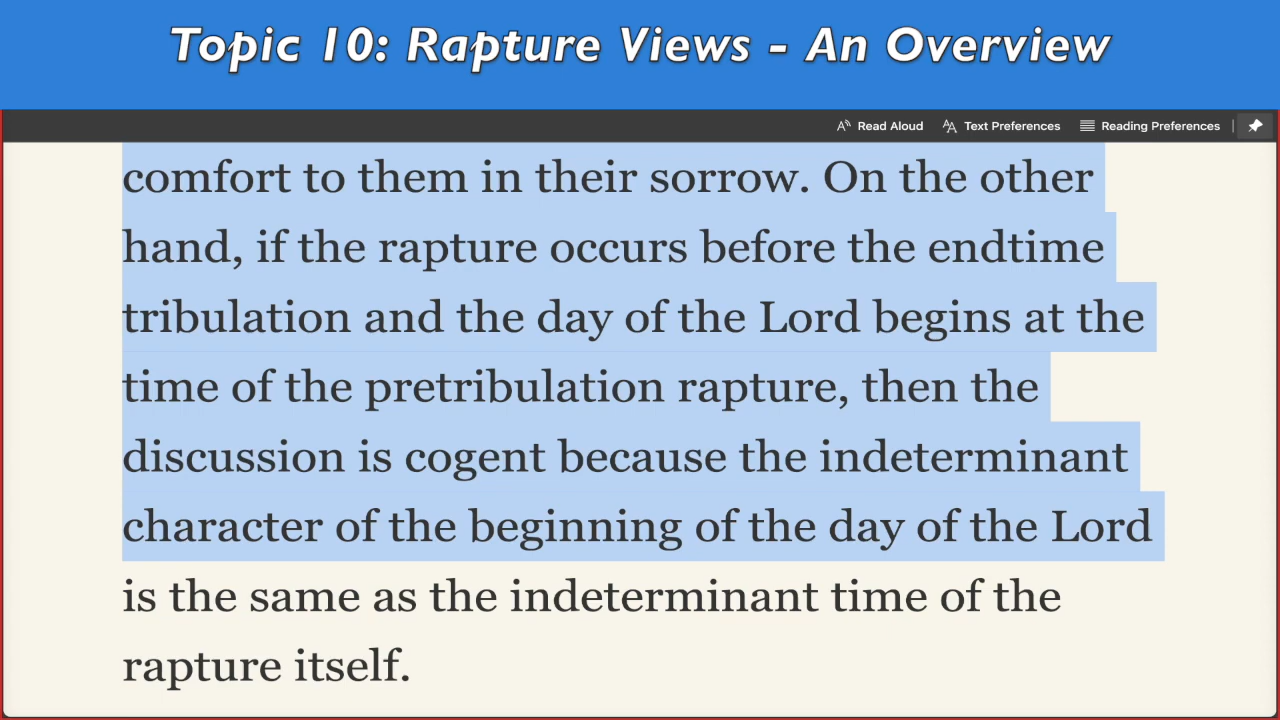 Topic 10: Rapture Views - An Overview
Read Aloud Text Preferences Reading Preferences
comfort to them in their sorrow. On the other
hand, if the rapture occurs before the endtime
tribulation and the day of the Lord begins at the
time of the pretribulation rapture, then the
discussion is cogent because the indeterminant
character of the beginning of the day of the Lord
is the same as the indeterminant time of the
rapture itself.